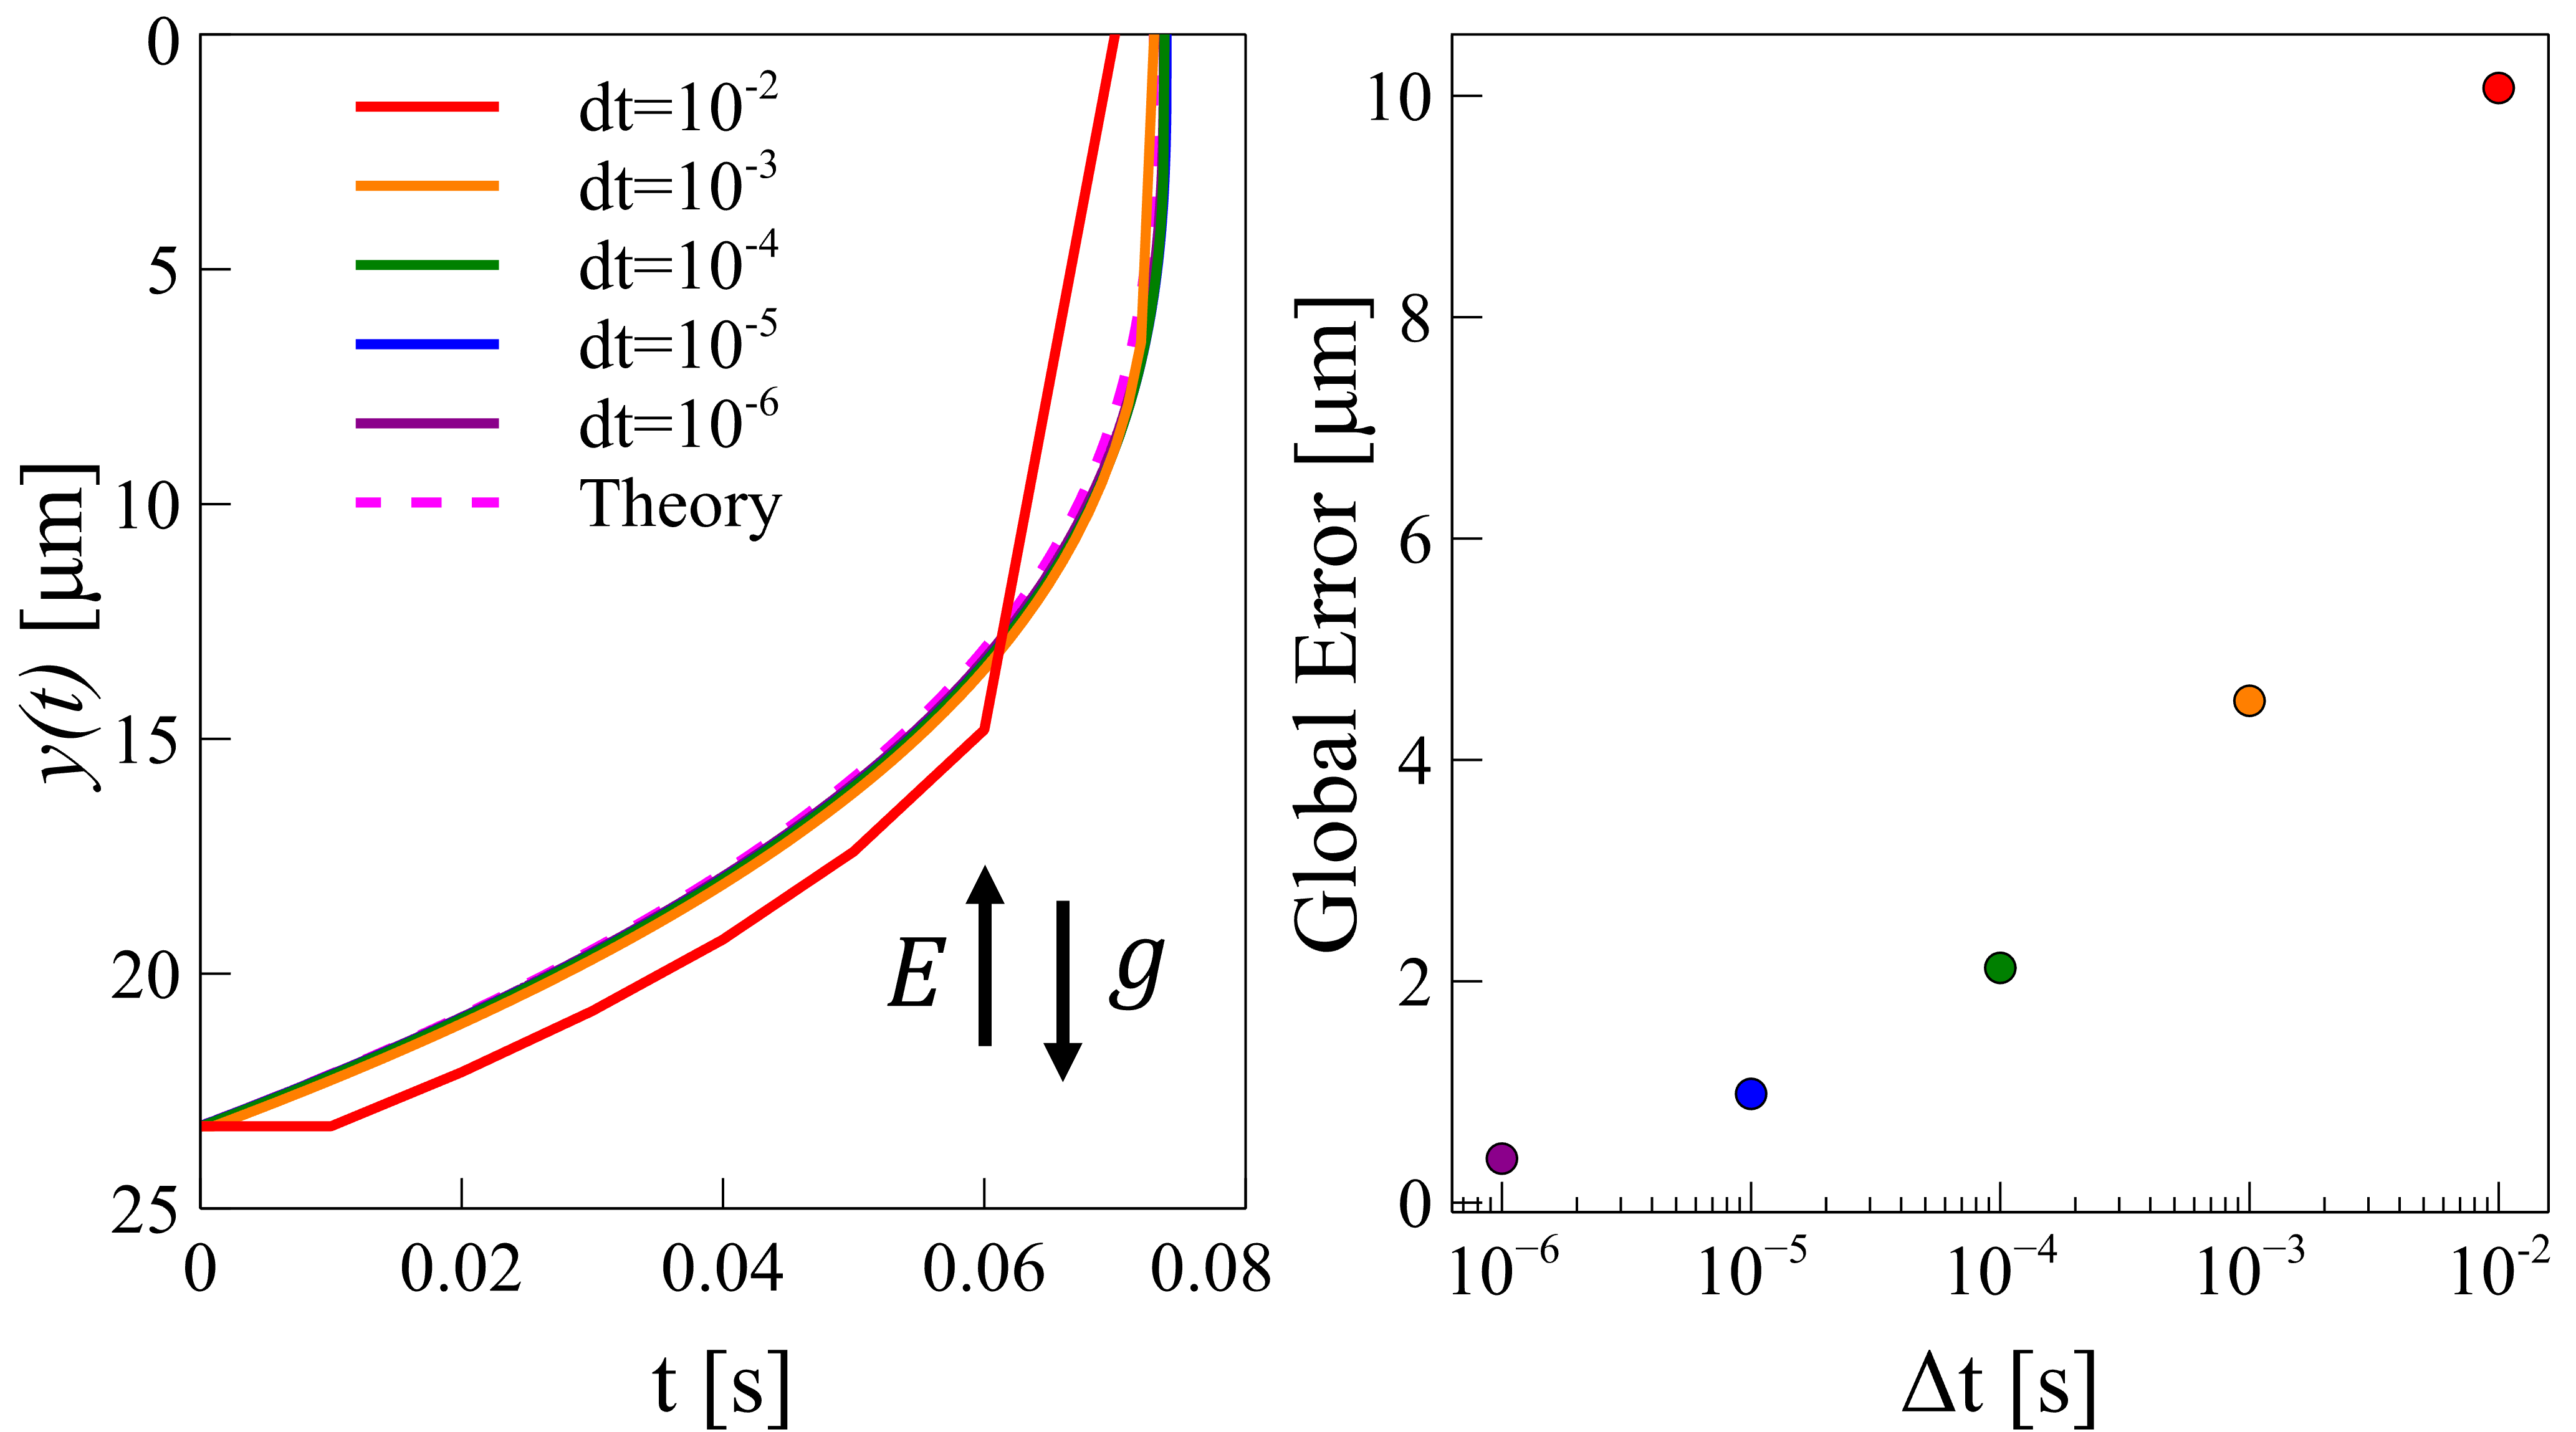 0
5
10
15
20
25
y(t) [μm]
dt=10⁻²
dt=10⁻³
dt=10⁻⁴
dt=10⁻⁵
dt=10⁻⁶
Theory
E
g
0
0.02
0.04
0.06
0.08
t [s]
10
8
6
4
2
0
Global Error [μm]
10⁻⁶
10⁻⁵
10⁻⁴
10⁻³
10⁻²
Δt [s]